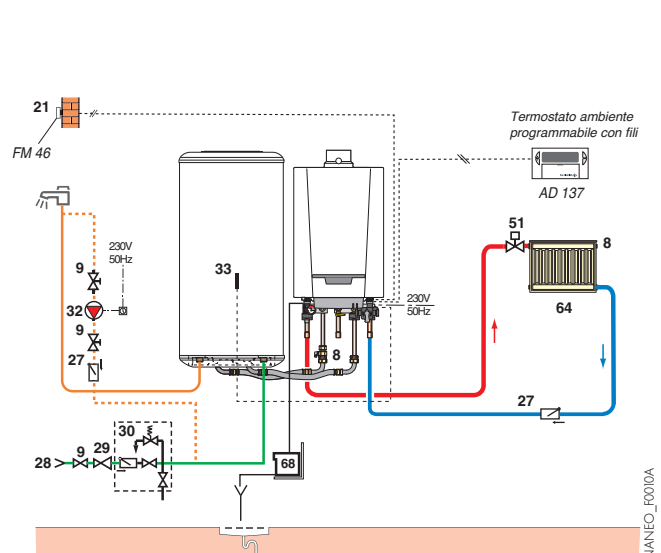 21
FM 46
Termostato ambiente
programmabile con fili
AD 137
51
8
64
230V
50Hz
9
33
32
230V
50Hz
9
8
27
27
30
9
29
28
68
NANEO_F0010A